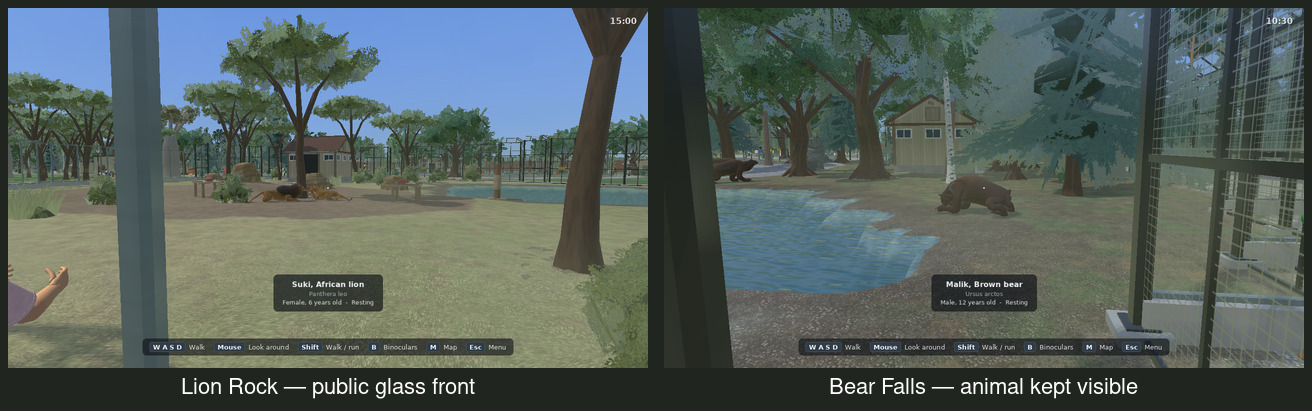 15:00
Suki, African lion
Panthera leo
Female, 6 years old - Resting
W A S D Walk Mouse Look around Shift Walk / run B Binoculars M Map Esc Menu
Lion Rock — public glass front
10:30
Malik, Brown bear
Ursus arctos
Male, 12 years old - Resting
W A S D Walk Mouse Look around Shift Walk / run B Binoculars M Map Esc Menu
Bear Falls — animal kept visible